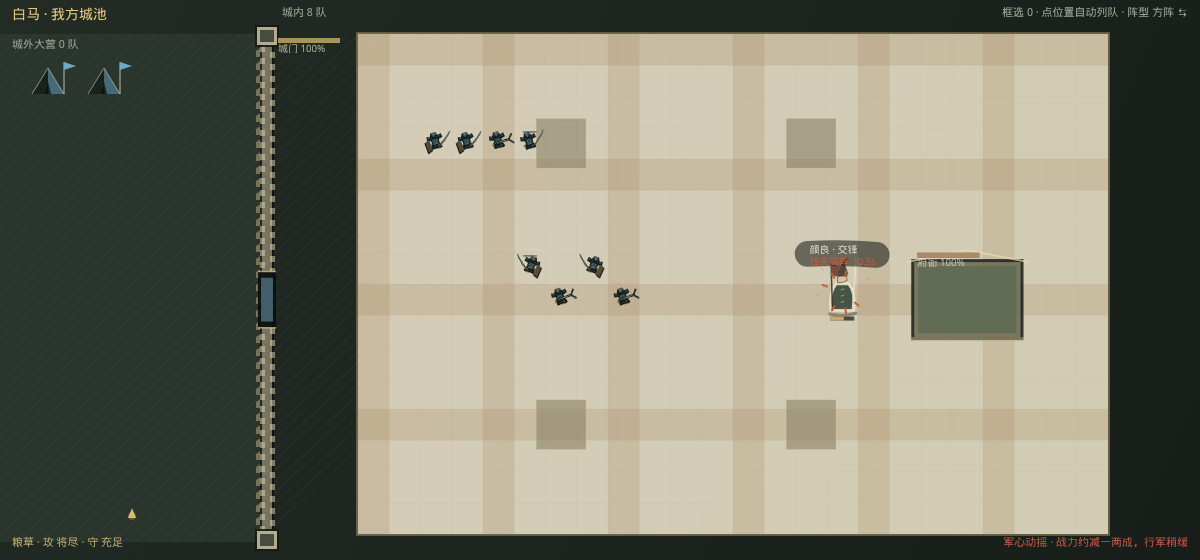 白马 · 我方城池
城内 8 队
框选 0 · 点位置自动列队 · 阵型 方阵 ⇆
城外大营 0 队
城门 100%
颜良 · 交锋
10.5s
府衙 100%
粮草 · 攻 将尽 · 守 充足
军心动摇 · 战力约减一两成，行军稍缓